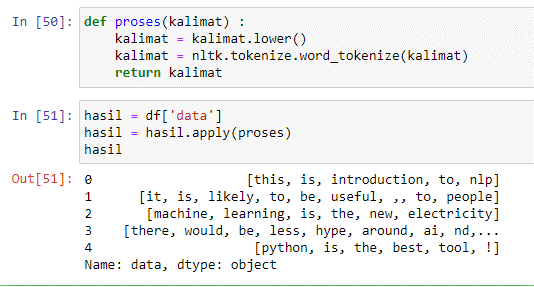 In [50]: def proses(kalimat) :
    kalimat = kalimat.lower()
    kalimat = nltk.tokenize.word_tokenize(kalimat)
    return kalimat
In [51]: hasil = df['data']
hasil = hasil.apply(proses)
hasil
Out[51]: 0 [this, is, introduction, to, nlp]
1 [it, is, likely, to, be, useful, ,, to, people]
2 [machine, learning, is, the, new, electricity]
3 [there, would, be, less, hype, around, ai, nd,...
4 [python, is, the, best, tool, !]
Name: data, dtype: object